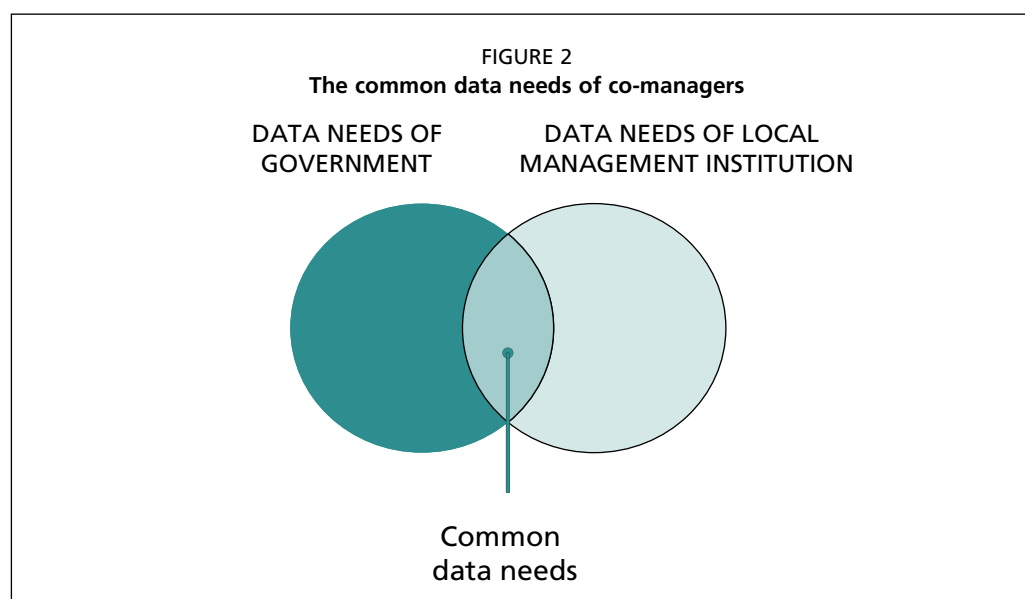 FIGURE 2
The common data needs of co-managers
DATA NEEDS OF
GOVERNMENT
DATA NEEDS OF LOCAL
MANAGEMENT INSTITUTION
Common
data needs